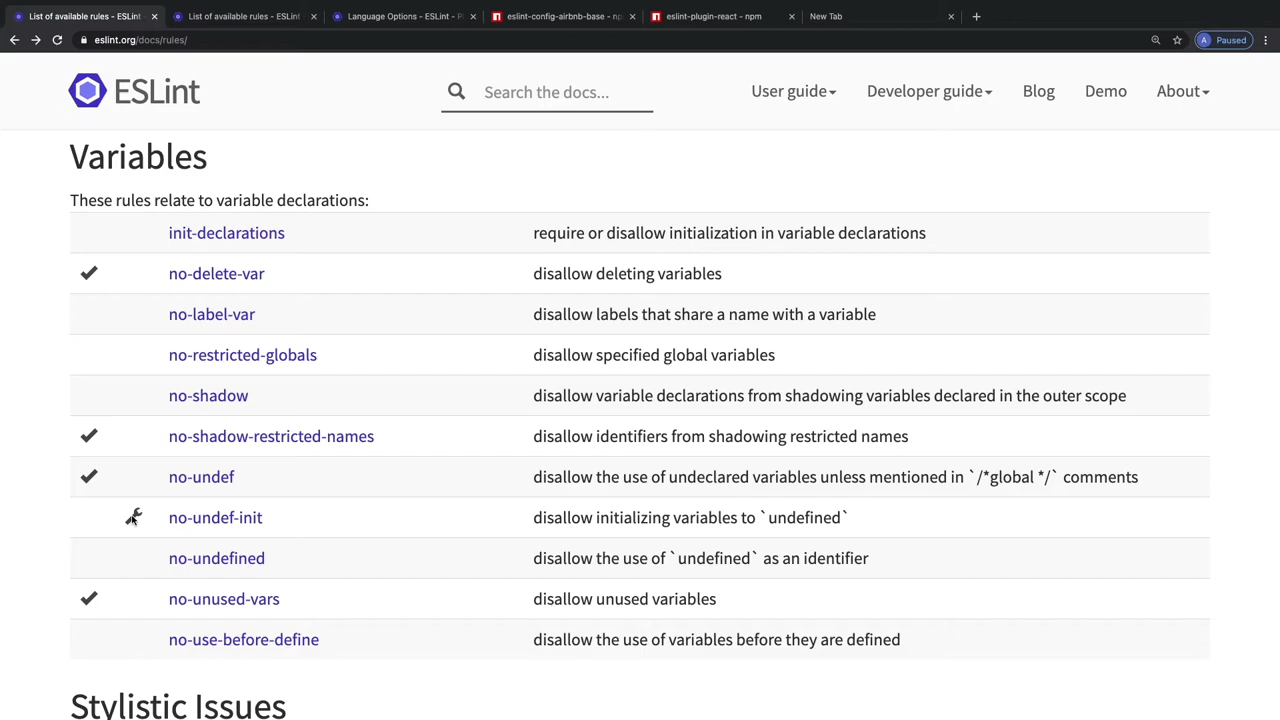 List of available rules - ESLint
List of available rules - ESLint
Language Options - ESLint - P
eslint-config-airbnb-base - np
eslint-plugin-react - npm
New Tab
eslint.org/docs/rules/
A Paused
ESLint
Search the docs...
User guide
Developer guide
Blog
Demo
About
Variables
These rules relate to variable declarations:
init-declarations require or disallow initialization in variable declarations
no-delete-var disallow deleting variables
no-label-var disallow labels that share a name with a variable
no-restricted-globals disallow specified global variables
no-shadow disallow variable declarations from shadowing variables declared in the outer scope
no-shadow-restricted-names disallow identifiers from shadowing restricted names
no-undef disallow the use of undeclared variables unless mentioned in `/*global */` comments
no-undef-init disallow initializing variables to `undefined`
no-undefined disallow the use of `undefined` as an identifier
no-unused-vars disallow unused variables
no-use-before-define disallow the use of variables before they are defined
Stylistic Issues